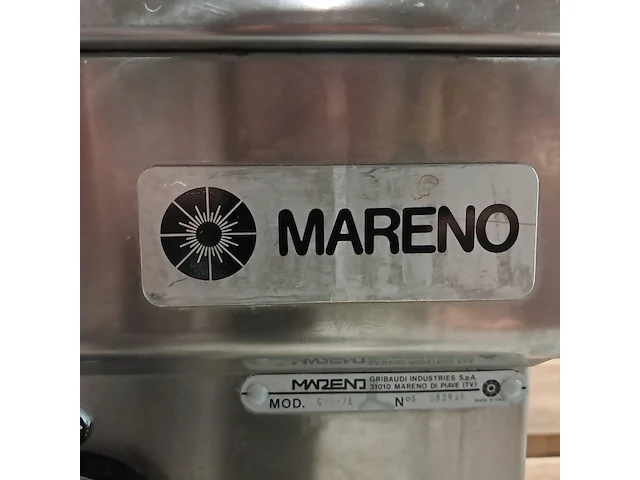 MARENO
MARENO GRIBAUDI INDUSTRIES S.p.A.
31010 MARENO DI PIAVE (TV)
MOD. N°